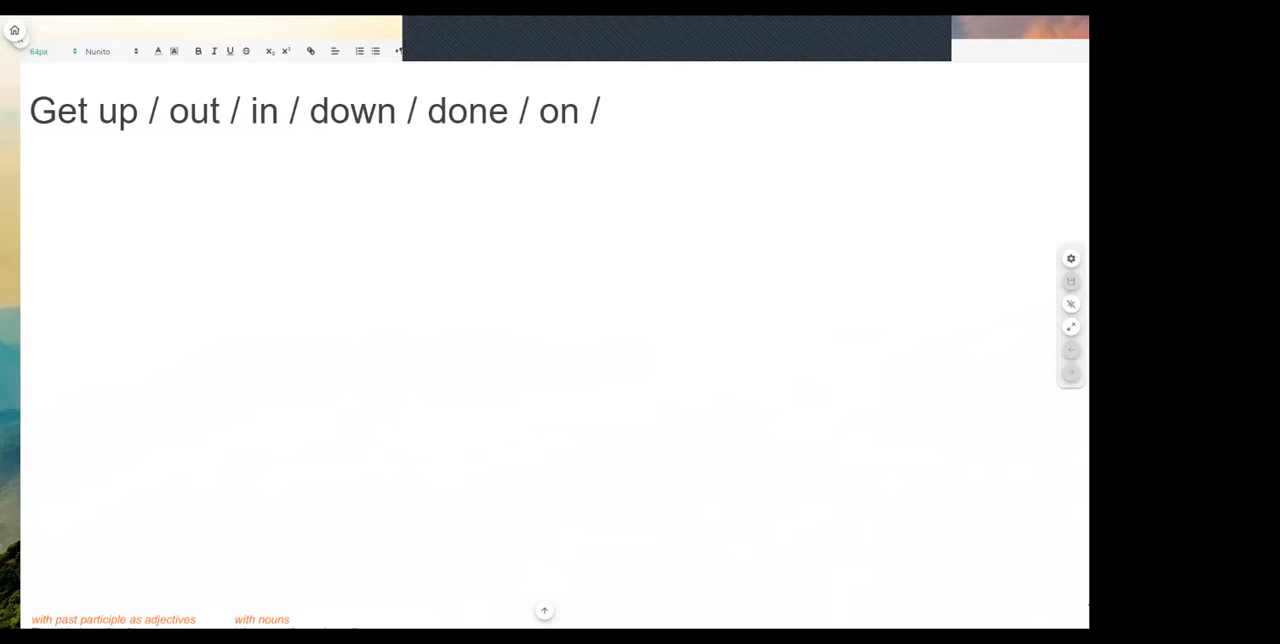 64px Nunito
Get up / out / in / down / done / on /
with past participle as adjectives with nouns